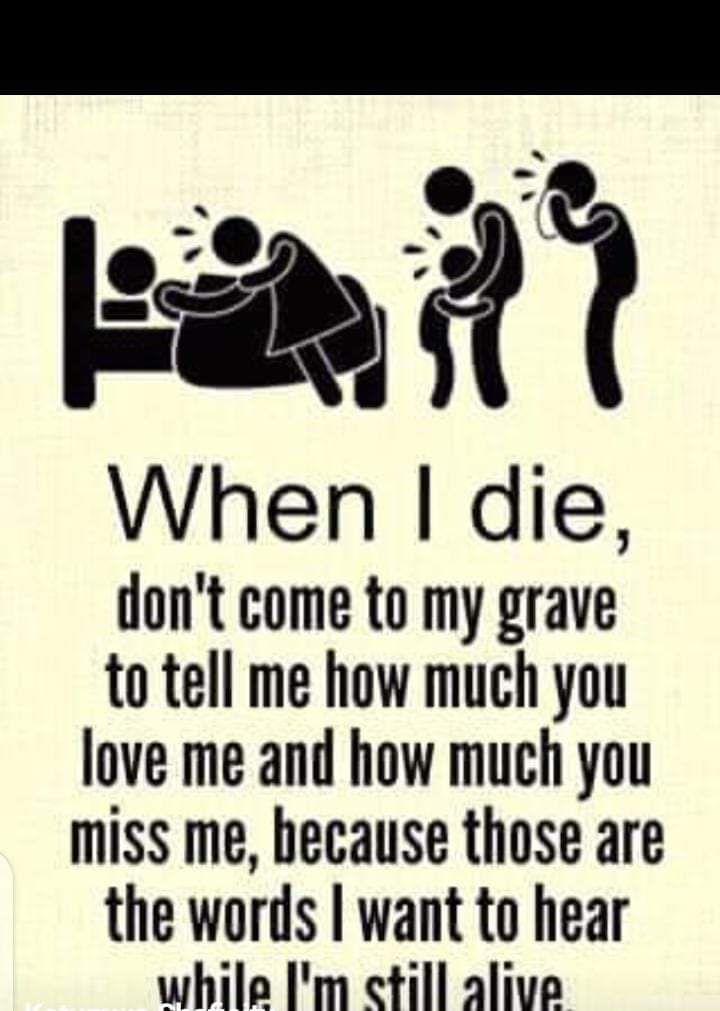 When I die,
don't come to my grave
to tell me how much you
love me and how much you
miss me, because those are
the words I want to hear
while I'm still alive.